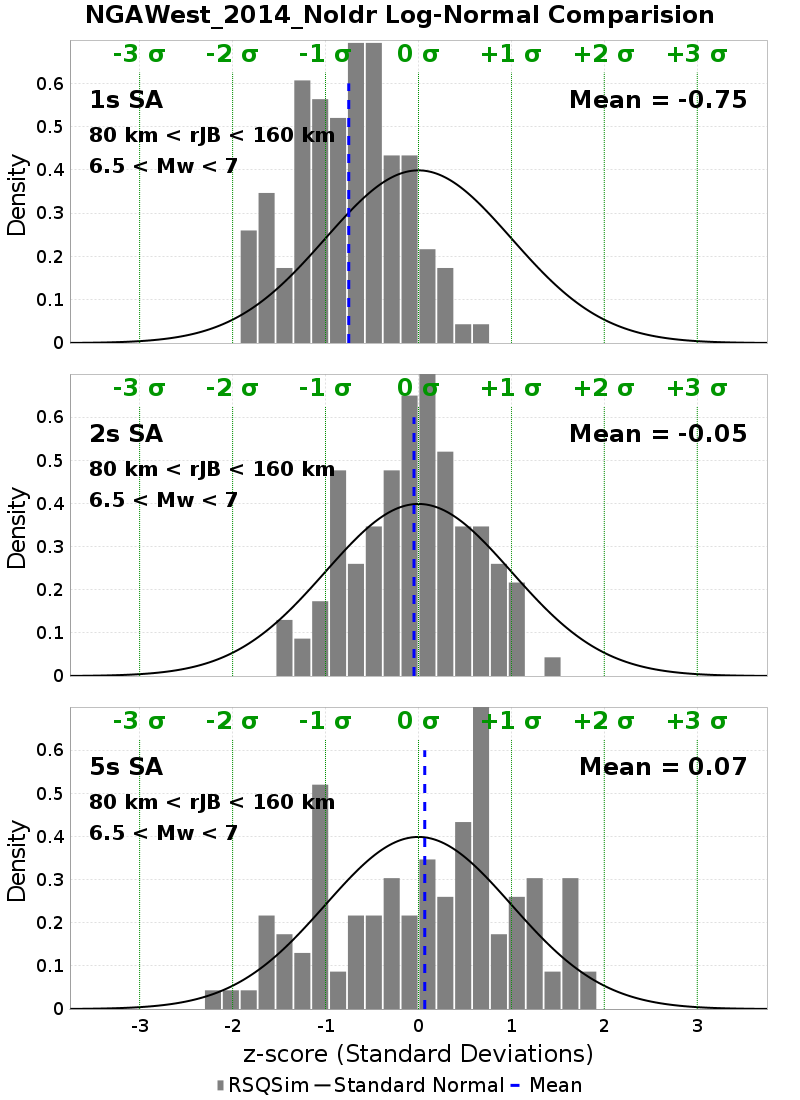 NGAWest_2014_NoIdr Log-Normal Comparision
-3 σ -2 σ -1 σ 0 σ +1 σ +2 σ +3 σ
1s SA
Mean = -0.75
80 km < rJB < 160 km
6.5 < Mw < 7
Density
0.6
0.5
0.4
0.3
0.2
0.1
0
-3 σ -2 σ -1 σ 0 σ +1 σ +2 σ +3 σ
2s SA
Mean = -0.05
80 km < rJB < 160 km
6.5 < Mw < 7
Density
0.6
0.5
0.4
0.3
0.2
0.1
0
-3 σ -2 σ -1 σ 0 σ +1 σ +2 σ +3 σ
5s SA
Mean = 0.07
80 km < rJB < 160 km
6.5 < Mw < 7
Density
0.6
0.5
0.4
0.3
0.2
0.1
0
-3 -2 -1 0 1 2 3
z-score (Standard Deviations)
RSQSim Standard Normal Mean